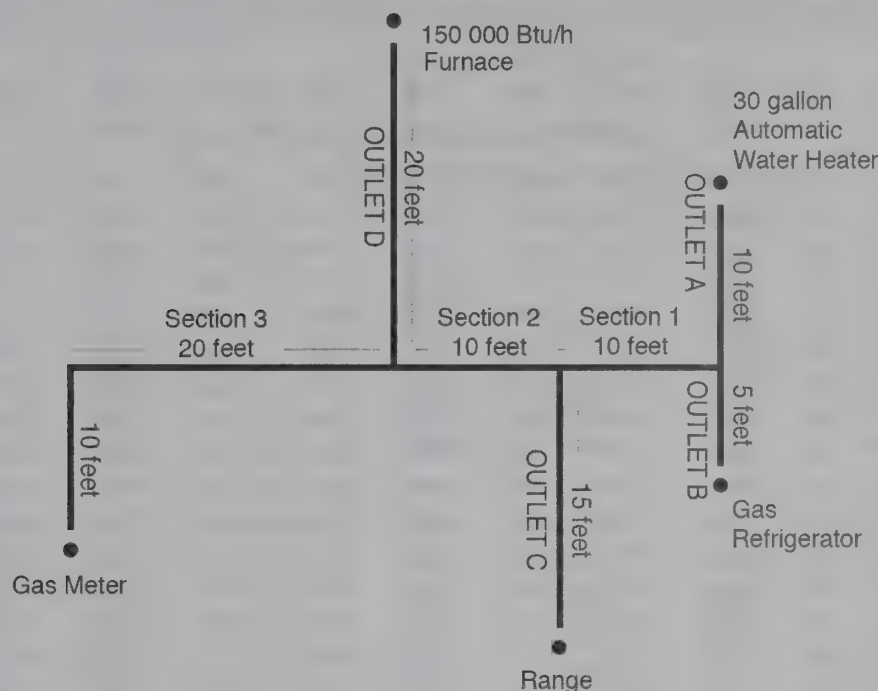 150 000 Btu/h
Furnace
30 gallon
Automatic
Water Heater
OUTLET D
20 feet
OUTLET A
10 feet
Section 3
20 feet
Section 2
10 feet
Section 1
10 feet
10 feet
OUTLET C
15 feet
OUTLET B
5 feet
Gas
Refrigerator
Gas Meter
Range